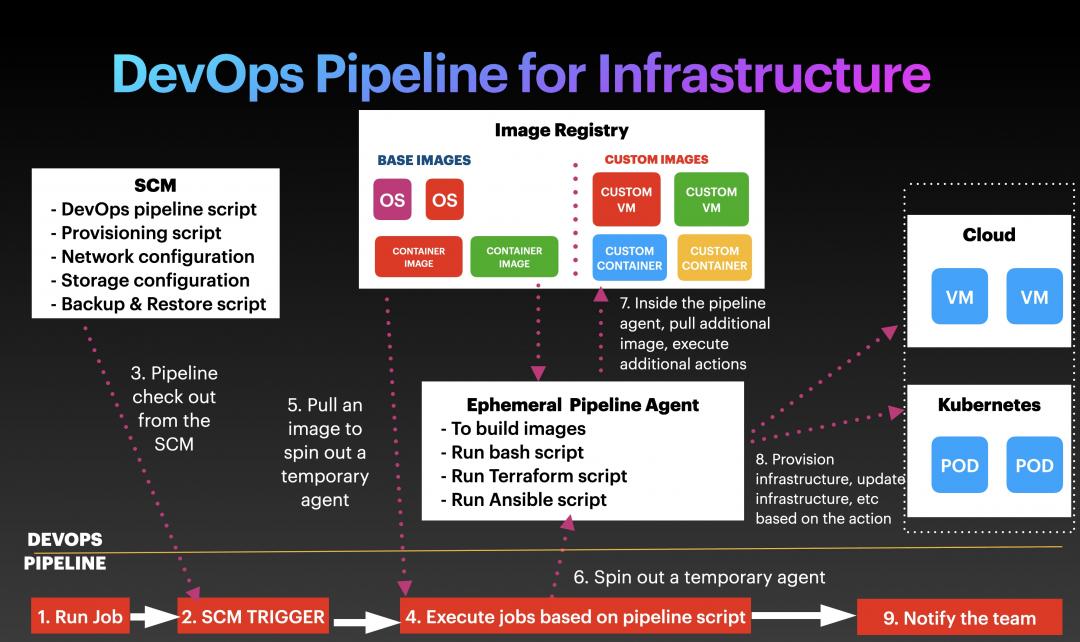 DevOps Pipeline for Infrastructure
Image Registry
BASE IMAGES
OS
OS
CONTAINER
IMAGE
CONTAINER
IMAGE
CUSTOM IMAGES
CUSTOM
VM
CUSTOM
VM
CUSTOM
CONTAINER
CUSTOM
CONTAINER
SCM
- DevOps pipeline script
- Provisioning script
- Network configuration
- Storage configuration
- Backup & Restore script
Cloud
VM
VM
Kubernetes
POD
POD
3. Pipeline
check out
from the
SCM
5. Pull an
image to
spin out a
temporary
agent
7. Inside the pipeline
agent, pull additional
image, execute
additional actions
Ephemeral Pipeline Agent
- To build images
- Run bash script
- Run Terraform script
- Run Ansible script
8. Provision
infrastructure, update
infrastructure, etc
based on the action
DEVOPS
PIPELINE
6. Spin out a temporary agent
1. Run Job
2. SCM TRIGGER
4. Execute jobs based on pipeline script
9. Notify the team